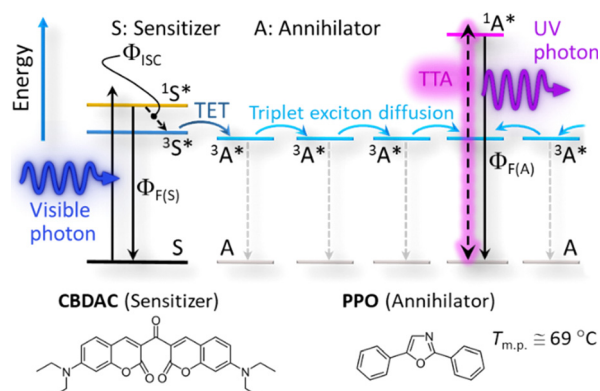 S: Sensitizer A: Annihilator
Energy
Φ_ISC
¹S*
³S*
TET
Triplet exciton diffusion
TTA
¹A*
UV
photon
³A*
³A*
³A*
³A*
Φ_F(S)
Φ_F(A)
Visible
photon
S
A
A
A
A
CBDAC (Sensitizer)
PPO (Annihilator)
T_m.p. ≅ 69 °C
O
O
O
O
O
N
N
N
O